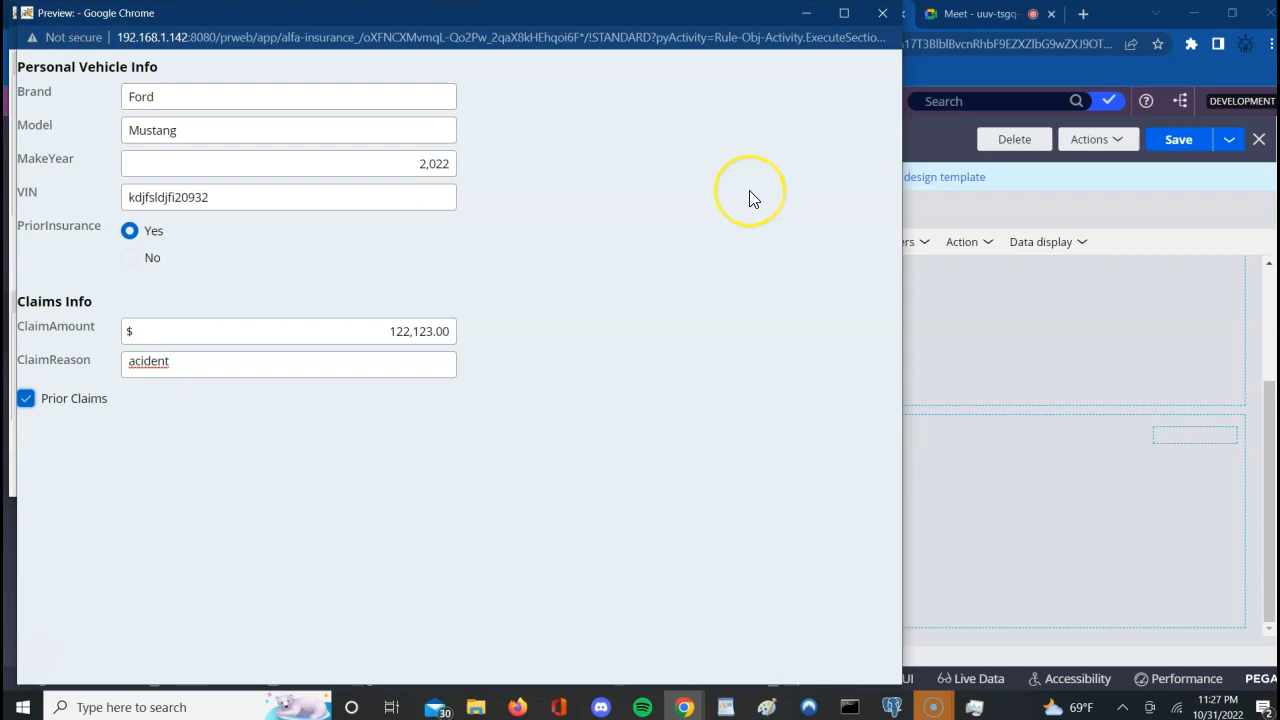 Preview: - Google Chrome
Meet - uuv-tsgq
Not secure
192.168.1.142:8080/prweb/app/alfa-insurance_/oXFNCXMvmqL-Qo2Pw_2qaX8kHEhqoi6F*/!STANDARD?pyActivity=Rule-Obj-Activity.ExecuteSectio...
a17T3BlblBvcnRhbF9EZXZlbG9wZXJ9OT...
Personal Vehicle Info
Brand
Ford
Search
DEVELOPMENT
Model
Mustang
Delete
Actions
Save
MakeYear
2,022
design template
VIN
kdjfsldjfi20932
PriorInsurance
Yes
ers
Action
Data display
No
Claims Info
ClaimAmount
$
122,123.00
ClaimReason
acident
Prior Claims
UI
Live Data
Accessibility
Performance
PEGA
Type here to search
30
69°F
11:27 PM
10/31/2022
2